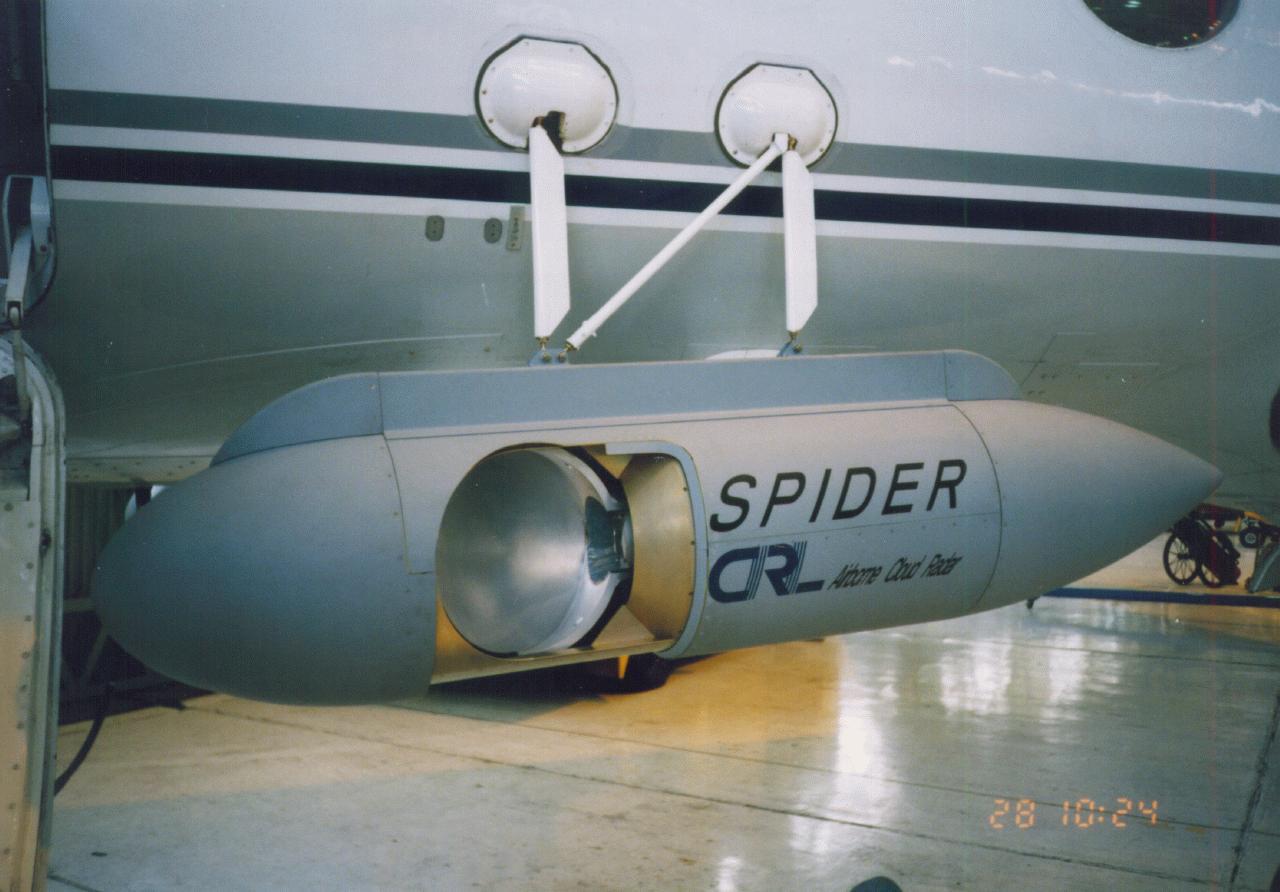 SPIDER
CRL Airborne Cloud Radar
28 10:24